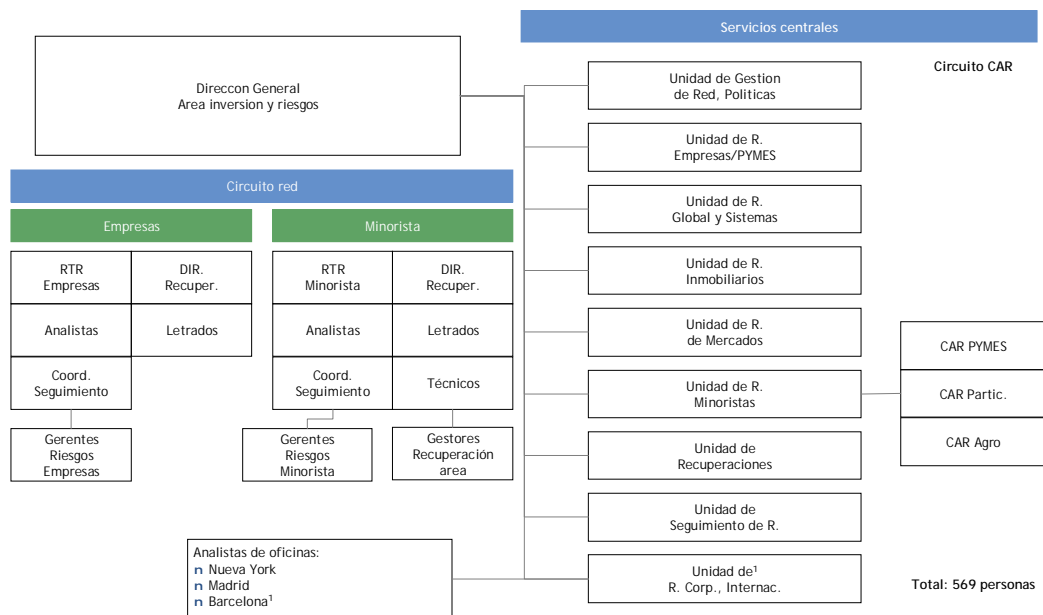 Servicios centrales
Direccon General
Area inversion y riesgos
Circuito CAR
Unidad de Gestion
de Red, Politicas
Unidad de R.
Empresas/PYMES
Unidad de R.
Global y Sistemas
Unidad de R.
Inmobiliarios
Unidad de R.
de Mercados
Unidad de R.
Minoristas
Unidad de
Recuperaciones
Unidad de
Seguimiento de R.
Unidad de¹
R. Corp., Internac.
CAR PYMES
CAR Partic.
CAR Agro
Circuito red
Empresas
RTR
Empresas
DIR.
Recuper.
Analistas
Letrados
Coord.
Seguimiento
Gerentes
Riesgos
Empresas
Minorista
RTR
Minorista
DIR.
Recuper.
Analistas
Letrados
Coord.
Seguimiento
Técnicos
Gerentes
Riesgos
Minorista
Gestores
Recuperación
area
Analistas de oficinas:
n Nueva York
n Madrid
n Barcelona¹
Total: 569 personas